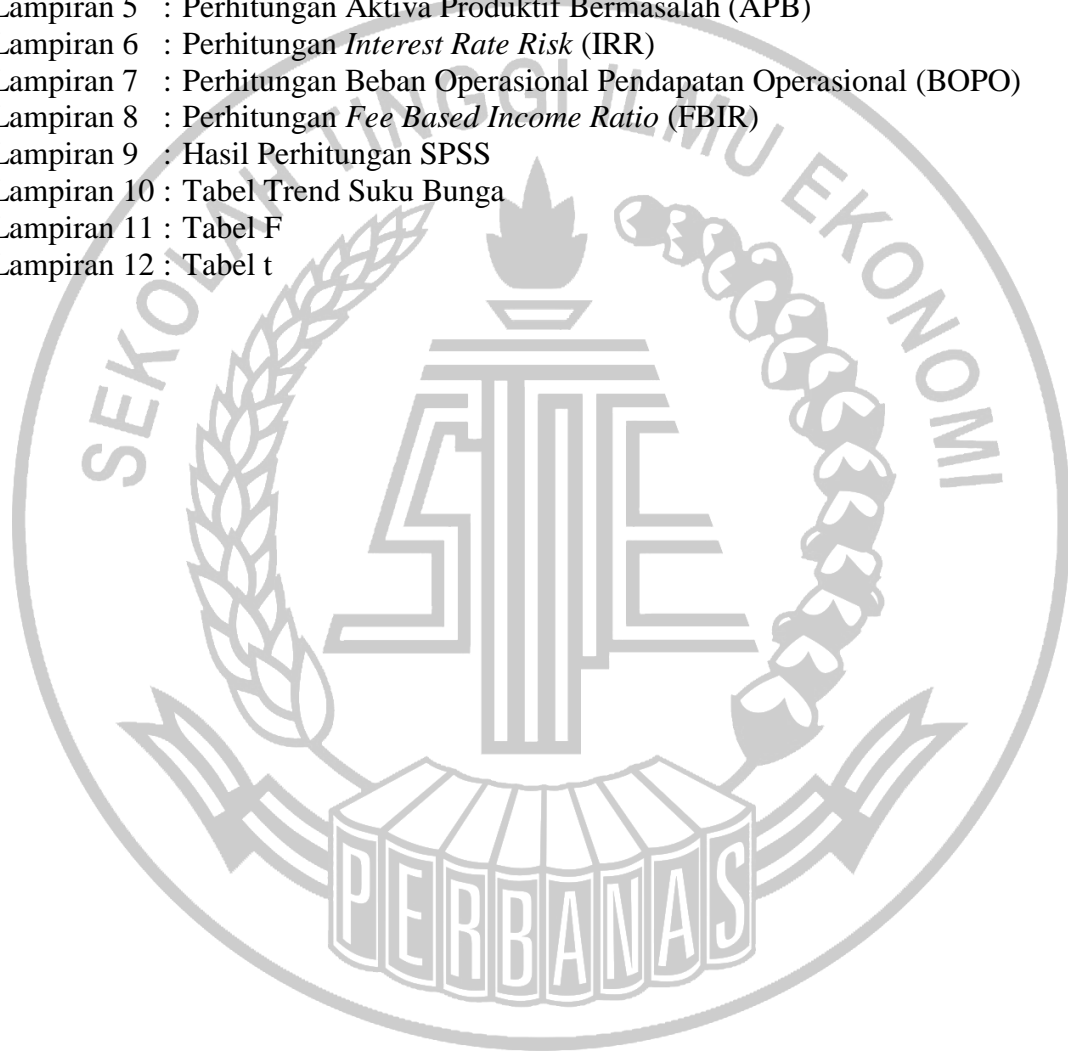 Lampiran 5 : Perhitungan Aktiva Produktif Bermasalah (APB)
Lampiran 6 : Perhitungan Interest Rate Risk (IRR)
Lampiran 7 : Perhitungan Beban Operasional Pendapatan Operasional (BOPO)
Lampiran 8 : Perhitungan Fee Based Income Ratio (FBIR)
Lampiran 9 : Hasil Perhitungan SPSS
Lampiran 10 : Tabel Trend Suku Bunga
Lampiran 11 : Tabel F
Lampiran 12 : Tabel t
SEKOLAH TINGGI ILMU EKONOMI
STIE
PERBANAS